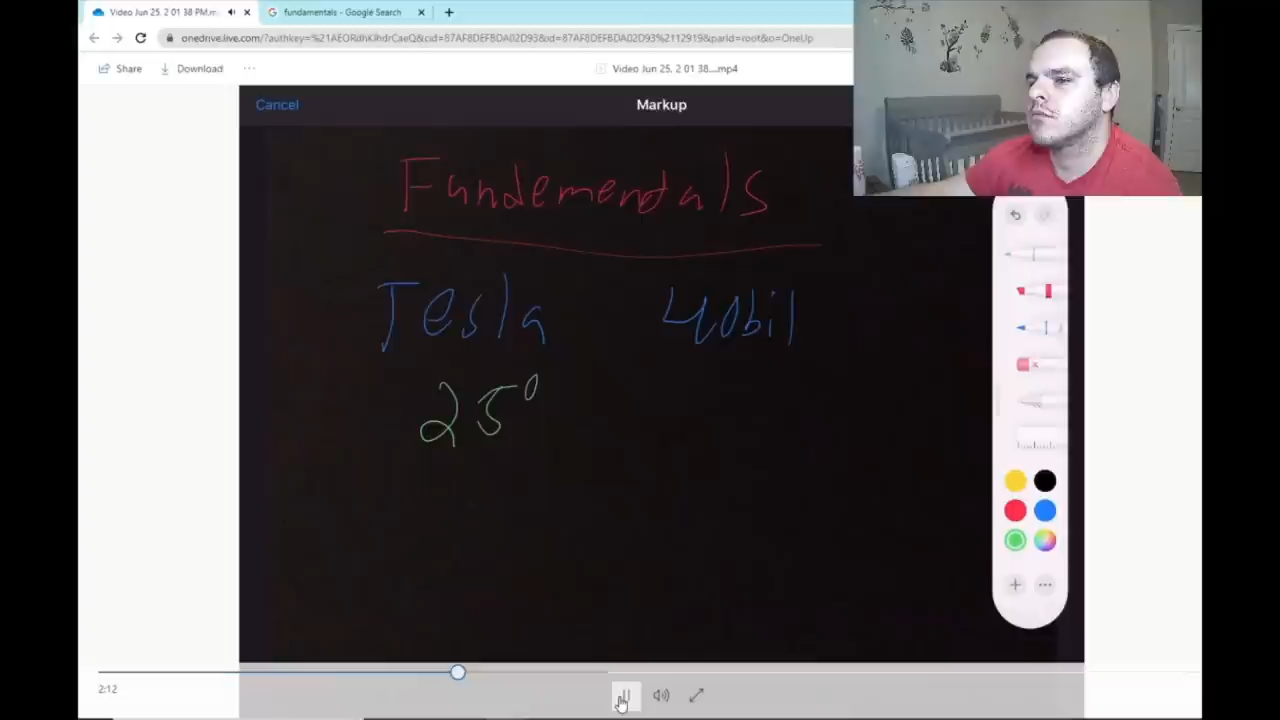 Video Jun 25, 2 01 38 PM.m
fundamentals - Google Search
Share
Download
Video Jun 25, 2 01 38....mp4
Cancel
Markup
Fundementals
Tesla 40bil
25°
2:12